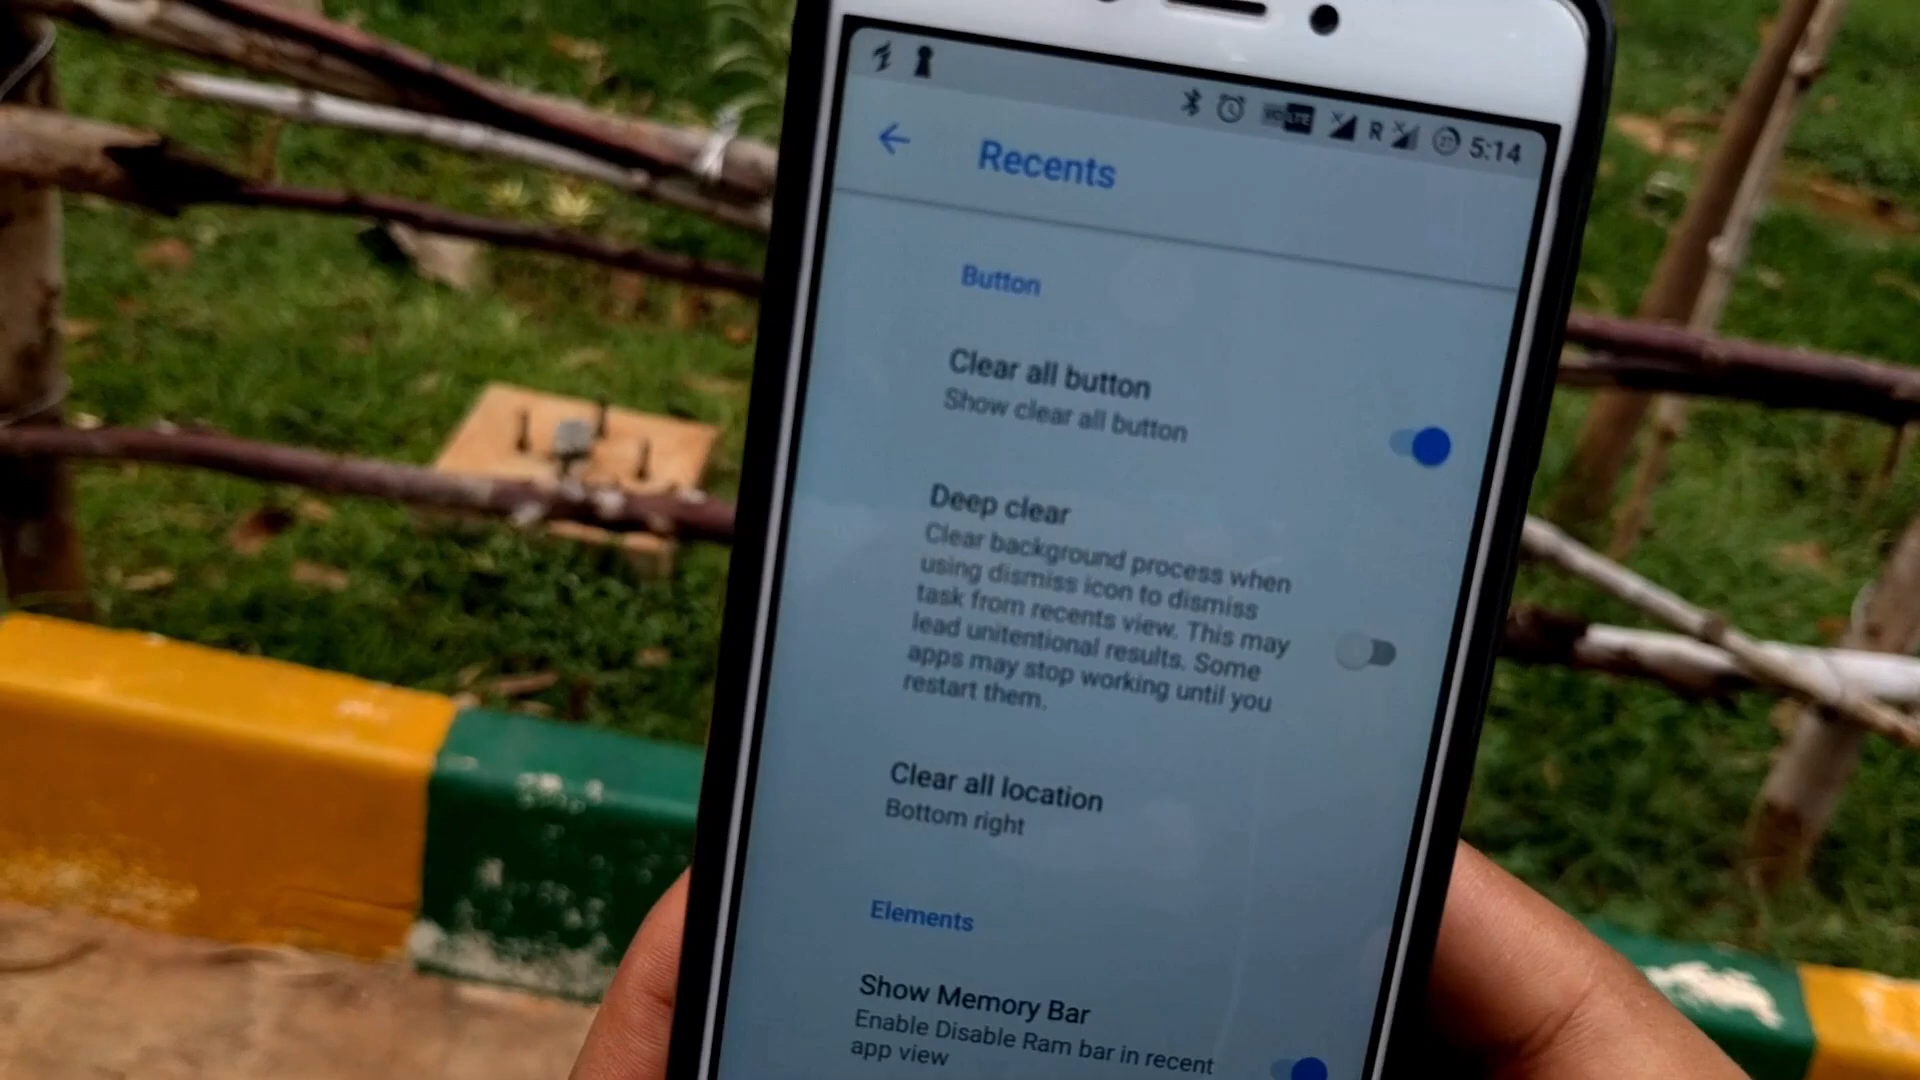 R 5:14
Recents
Button
Clear all button
Show clear all button
Deep clear
Clear background process when
using dismiss icon to dismiss
task from recents view. This may
lead unitentional results. Some
apps may stop working until you
restart them.
Clear all location
Bottom right
Elements
Show Memory Bar
Enable Disable Ram bar in recent
app view